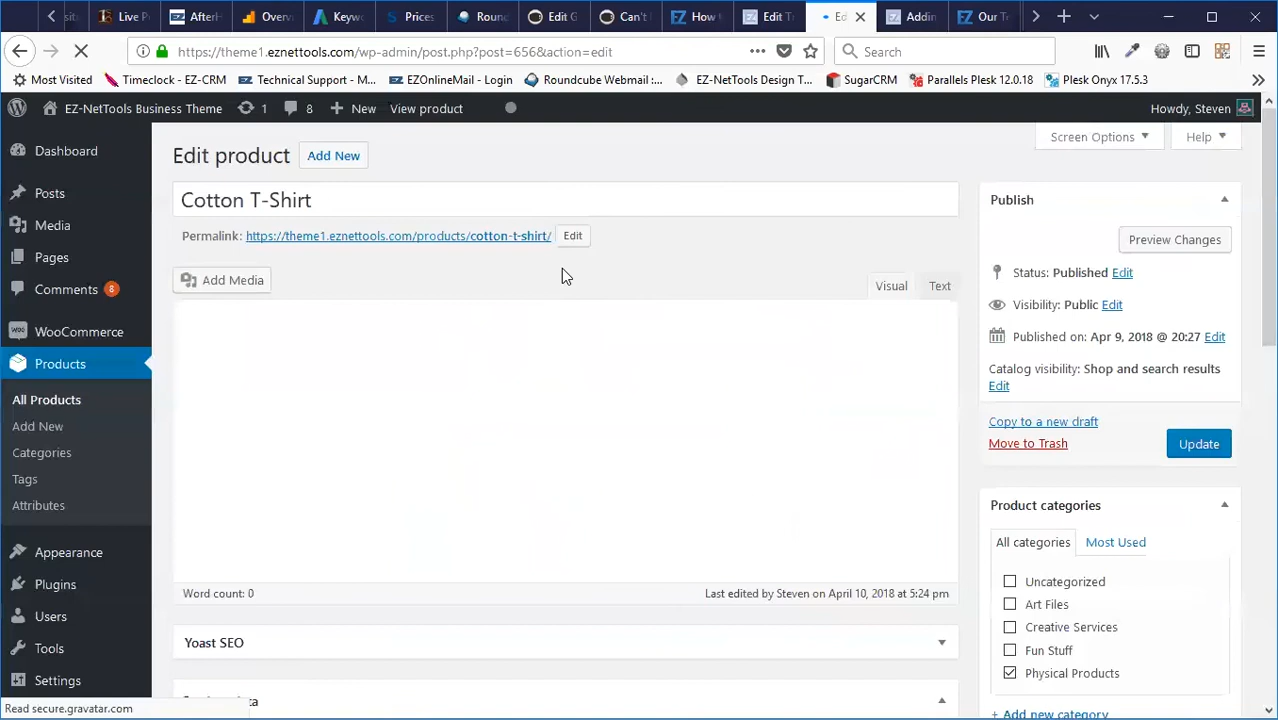 site
Live P
AfterH
Overv
Keywo
Prices
Round
Edit G
Can't
How t
Edit Tr
Ed
Addin
Our Te
https://theme1.eznettools.com/wp-admin/post.php?post=656&action=edit
Search
Most Visited
Timeclock - EZ-CRM
Technical Support - M...
EZOnlineMail - Login
Roundcube Webmail :...
EZ-NetTools Design T...
SugarCRM
Parallels Plesk 12.0.18
Plesk Onyx 17.5.3
EZ-NetTools Business Theme 1 8 New View product Howdy, Steven
Screen Options Help
Dashboard
Posts
Media
Pages
Comments 8
WooCommerce
Products
All Products
Add New
Categories
Tags
Attributes
Appearance
Plugins
Users
Tools
Settings
Edit product Add New
Cotton T-Shirt
Permalink: https://theme1.eznettools.com/products/cotton-t-shirt/ Edit
Add Media
Visual Text
Word count: 0 Last edited by Steven on April 10, 2018 at 5:24 pm
Yoast SEO
Publish
Preview Changes
Status: Published Edit
Visibility: Public Edit
Published on: Apr 9, 2018 @ 20:27 Edit
Catalog visibility: Shop and search results
Edit
Copy to a new draft
Move to Trash
Update
Product categories
All categories Most Used
Uncategorized
Art Files
Creative Services
Fun Stuff
Physical Products
+ Add new category
Read secure.gravatar.com